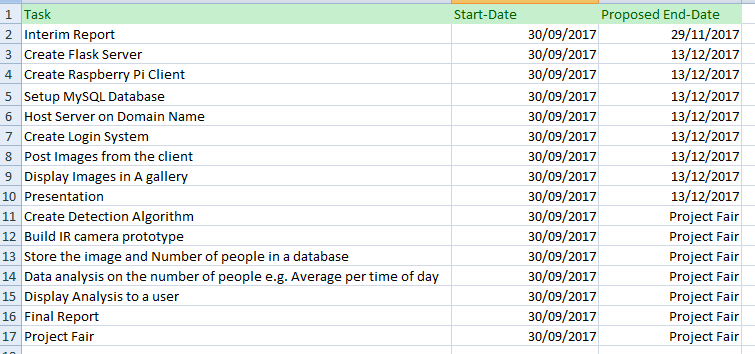 1 Task Start-Date Proposed End-Date
2 Interim Report 30/09/2017 29/11/2017
3 Create Flask Server 30/09/2017 13/12/2017
4 Create Raspberry Pi Client 30/09/2017 13/12/2017
5 Setup MySQL Database 30/09/2017 13/12/2017
6 Host Server on Domain Name 30/09/2017 13/12/2017
7 Create Login System 30/09/2017 13/12/2017
8 Post Images from the client 30/09/2017 13/12/2017
9 Display Images in A gallery 30/09/2017 13/12/2017
10 Presentation 30/09/2017 13/12/2017
11 Create Detection Algorithm 30/09/2017 Project Fair
12 Build IR camera prototype 30/09/2017 Project Fair
13 Store the image and Number of people in a database 30/09/2017 Project Fair
14 Data analysis on the number of people e.g. Average per time of day 30/09/2017 Project Fair
15 Display Analysis to a user 30/09/2017 Project Fair
16 Final Report 30/09/2017 Project Fair
17 Project Fair 30/09/2017 Project Fair